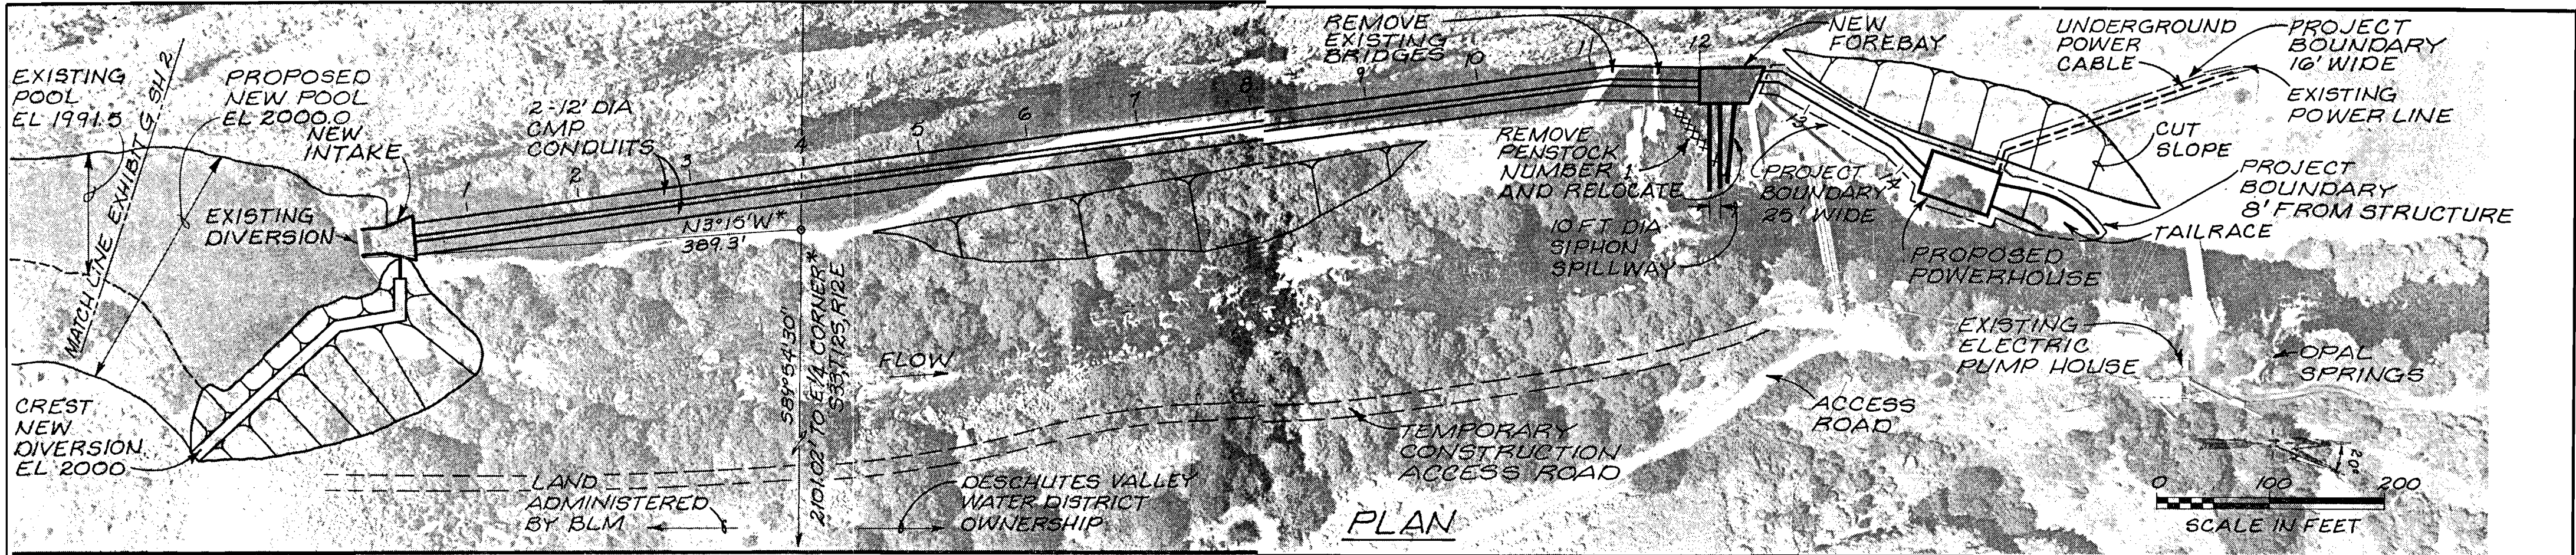 EXISTING
POOL
EL 1991.5
MATCH LINE EXHIBIT G SH 2
PROPOSED
NEW POOL
EL 2000.0
NEW
INTAKE
EXISTING
DIVERSION
CREST
NEW
DIVERSION
EL 2000
2-12' DIA
CMP
CONDUITS
1
2
3
4
5
6
7
8
9
10
11
12
13
14
N3°15'W*
389.3'
S89°54'30"
2,101.02' TO E 1/4 CORNER*
S33,T12S,R12E
FLOW
LAND
ADMINISTERED
BY BLM
DESCHUTES VALLEY
WATER DISTRICT
OWNERSHIP
REMOVE
EXISTING
BRIDGES
NEW
FOREBAY
REMOVE
PENSTOCK
NUMBER 1
AND RELOCATE
PROJECT
BOUNDARY
25' WIDE
10 FT DIA
SIPHON
SPILLWAY
UNDERGROUND
POWER
CABLE
PROJECT
BOUNDARY
16' WIDE
EXISTING
POWER LINE
CUT
SLOPE
PROJECT
BOUNDARY
8' FROM STRUCTURE
TAILRACE
PROPOSED
POWERHOUSE
EXISTING
ELECTRIC
PUMP HOUSE
OPAL
SPRINGS
ACCESS
ROAD
TEMPORARY
CONSTRUCTION
ACCESS ROAD
PLAN
20°
0 100 200
SCALE IN FEET